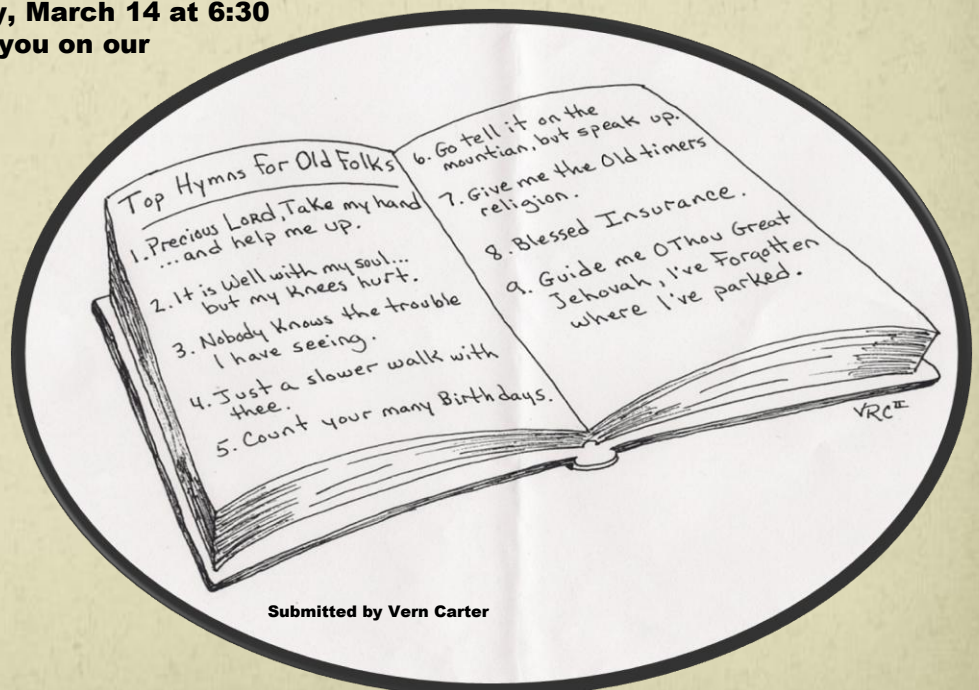 y, March 14 at 6:30
you on our
Top Hymns for Old Folks
1. Precious Lord, Take my hand
...and help me up.
2. It is Well with my soul...
but my knees hurt.
3. Nobody Knows the trouble
I have seeing.
4. Just a slower walk with
thee.
5. Count your many Birthdays.
6. Go tell it on the
mountian, but speak up.
7. Give me the Old timers
religion.
8. Blessed Insurance.
9. Guide me O Thou Great
Jehovah, I've Forgotten
where I've parked.
VRC II
Submitted by Vern Carter